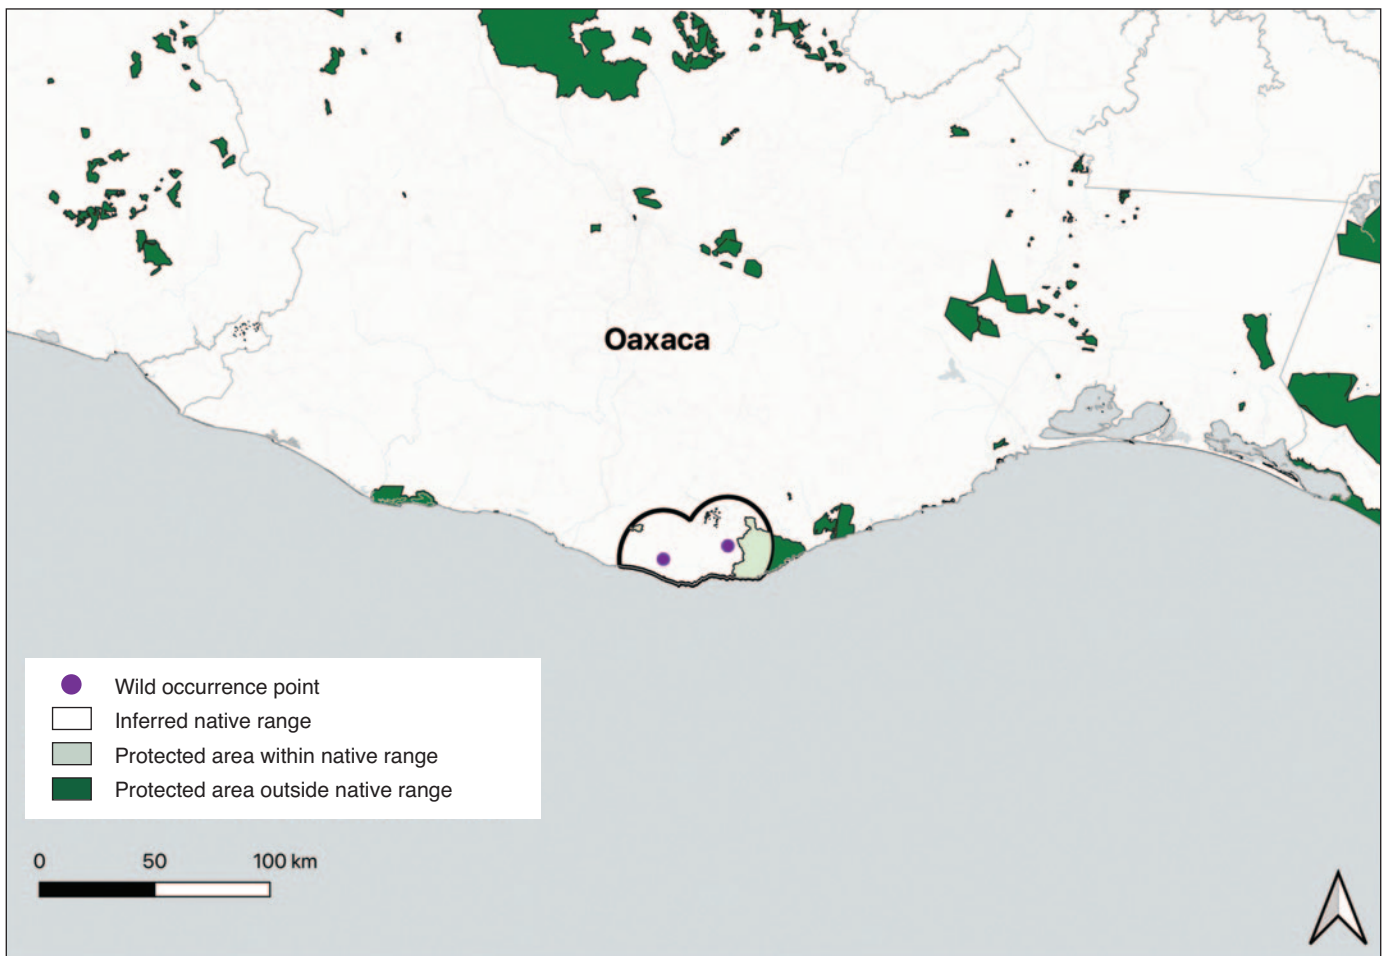 Oaxaca
Wild occurrence point
Inferred native range
Protected area within native range
Protected area outside native range
0 50 100 km